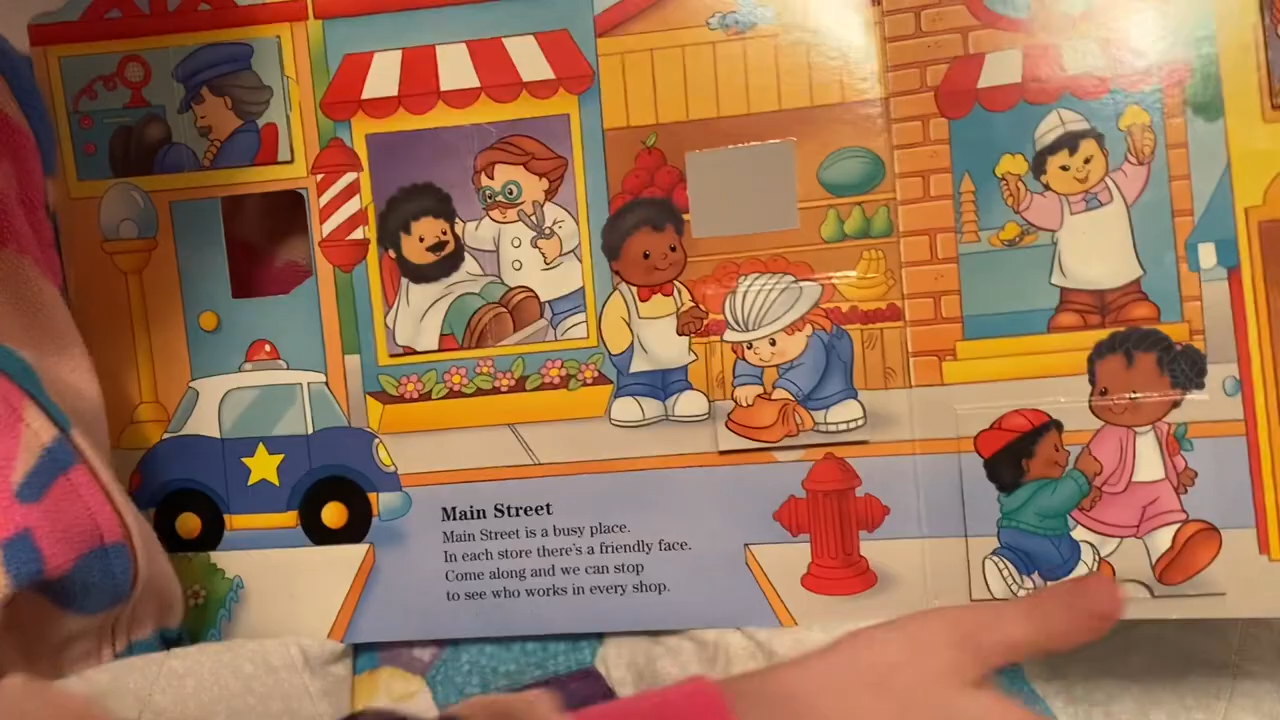 Main Street
Main Street is a busy place.
In each store there's a friendly face.
Come along and we can stop
to see who works in every shop.